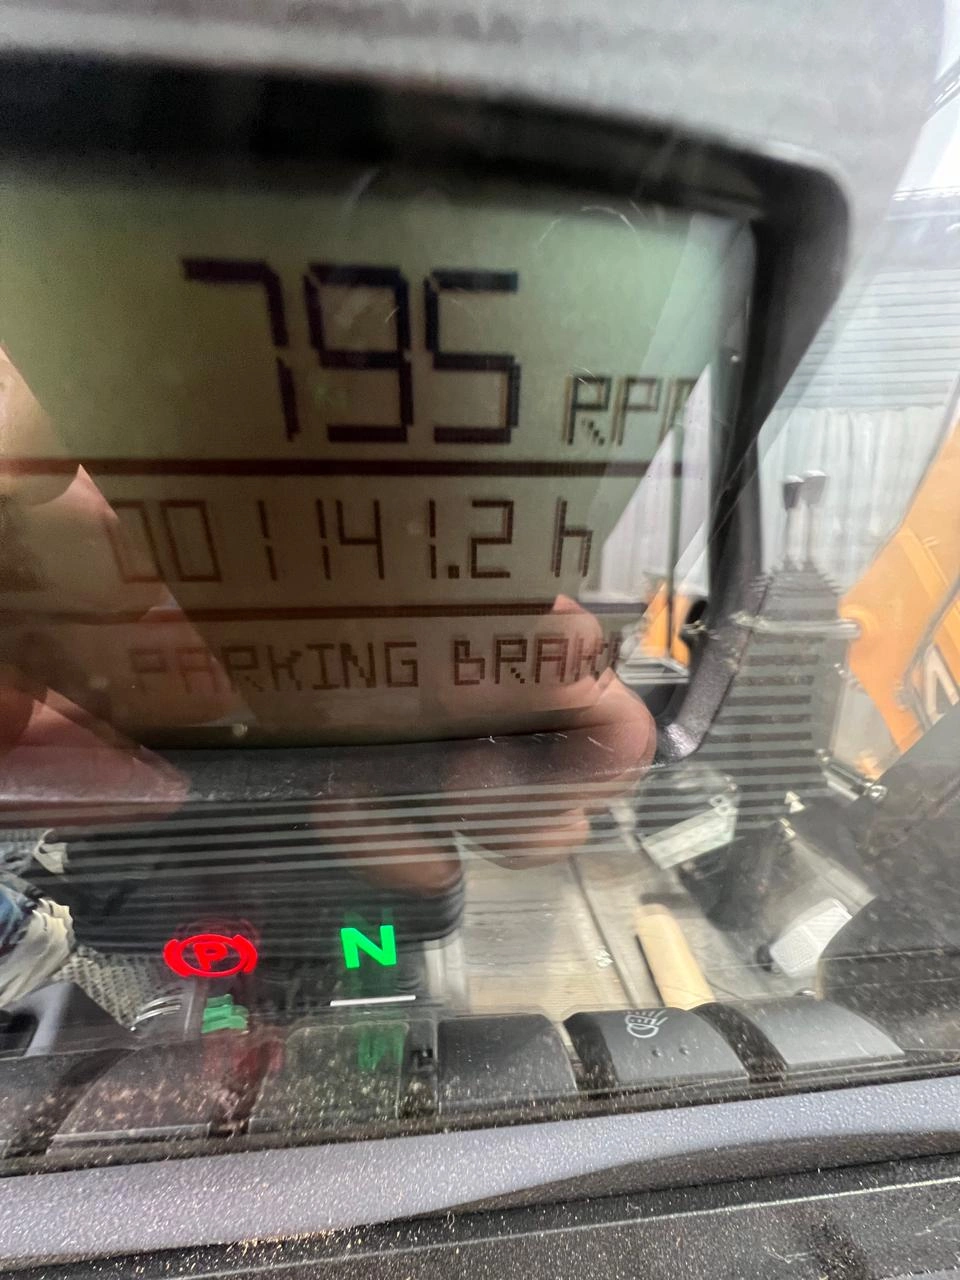 795 RPM
001141.2 h
PARKING BRAKE
P N